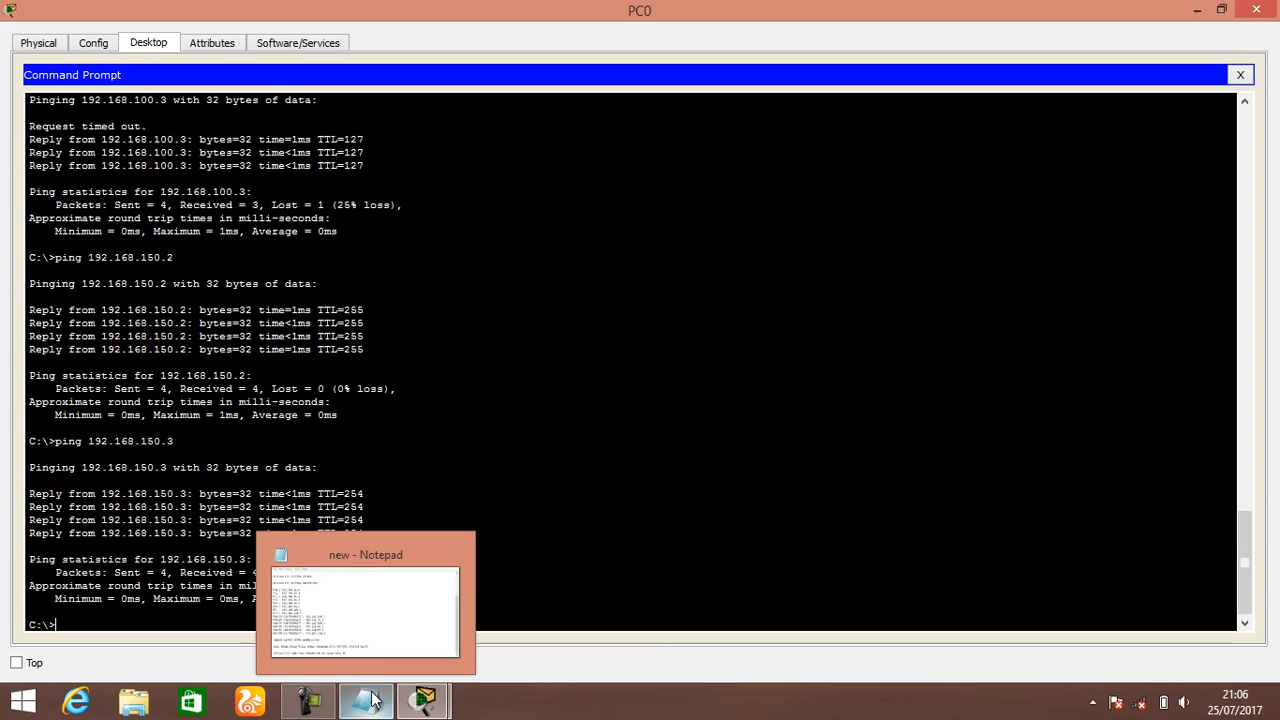 PC0
Physical Config Desktop Attributes Software/Services
Command Prompt X
Pinging 192.168.100.3 with 32 bytes of data:
Request timed out.
Reply from 192.168.100.3: bytes=32 time=1ms TTL=127
Reply from 192.168.100.3: bytes=32 time<1ms TTL=127
Reply from 192.168.100.3: bytes=32 time<1ms TTL=127
Ping statistics for 192.168.100.3:
Packets: Sent = 4, Received = 3, Lost = 1 (25% loss),
Approximate round trip times in milli-seconds:
Minimum = 0ms, Maximum = 1ms, Average = 0ms
C:\>ping 192.168.150.2
Pinging 192.168.150.2 with 32 bytes of data:
Reply from 192.168.150.2: bytes=32 time=1ms TTL=255
Reply from 192.168.150.2: bytes=32 time<1ms TTL=255
Reply from 192.168.150.2: bytes=32 time<1ms TTL=255
Reply from 192.168.150.2: bytes=32 time=1ms TTL=255
Ping statistics for 192.168.150.2:
Packets: Sent = 4, Received = 4, Lost = 0 (0% loss),
Approximate round trip times in milli-seconds:
Minimum = 0ms, Maximum = 1ms, Average = 0ms
C:\>ping 192.168.150.3
Pinging 192.168.150.3 with 32 bytes of data:
Reply from 192.168.150.3: bytes=32 time<1ms TTL=254
Reply from 192.168.150.3: bytes=32 time<1ms TTL=254
Reply from 192.168.150.3: bytes=32 time<1ms TTL=254
Reply from 192.168.150.3: bytes=32
Ping statistics for 192.168.150.3:
Packets: Sent = 4,
Approximate round trip times in
Minimum = 0ms, Maximum = 0ms,
C:\>
new - Notepad
Top
21:06
25/07/2017